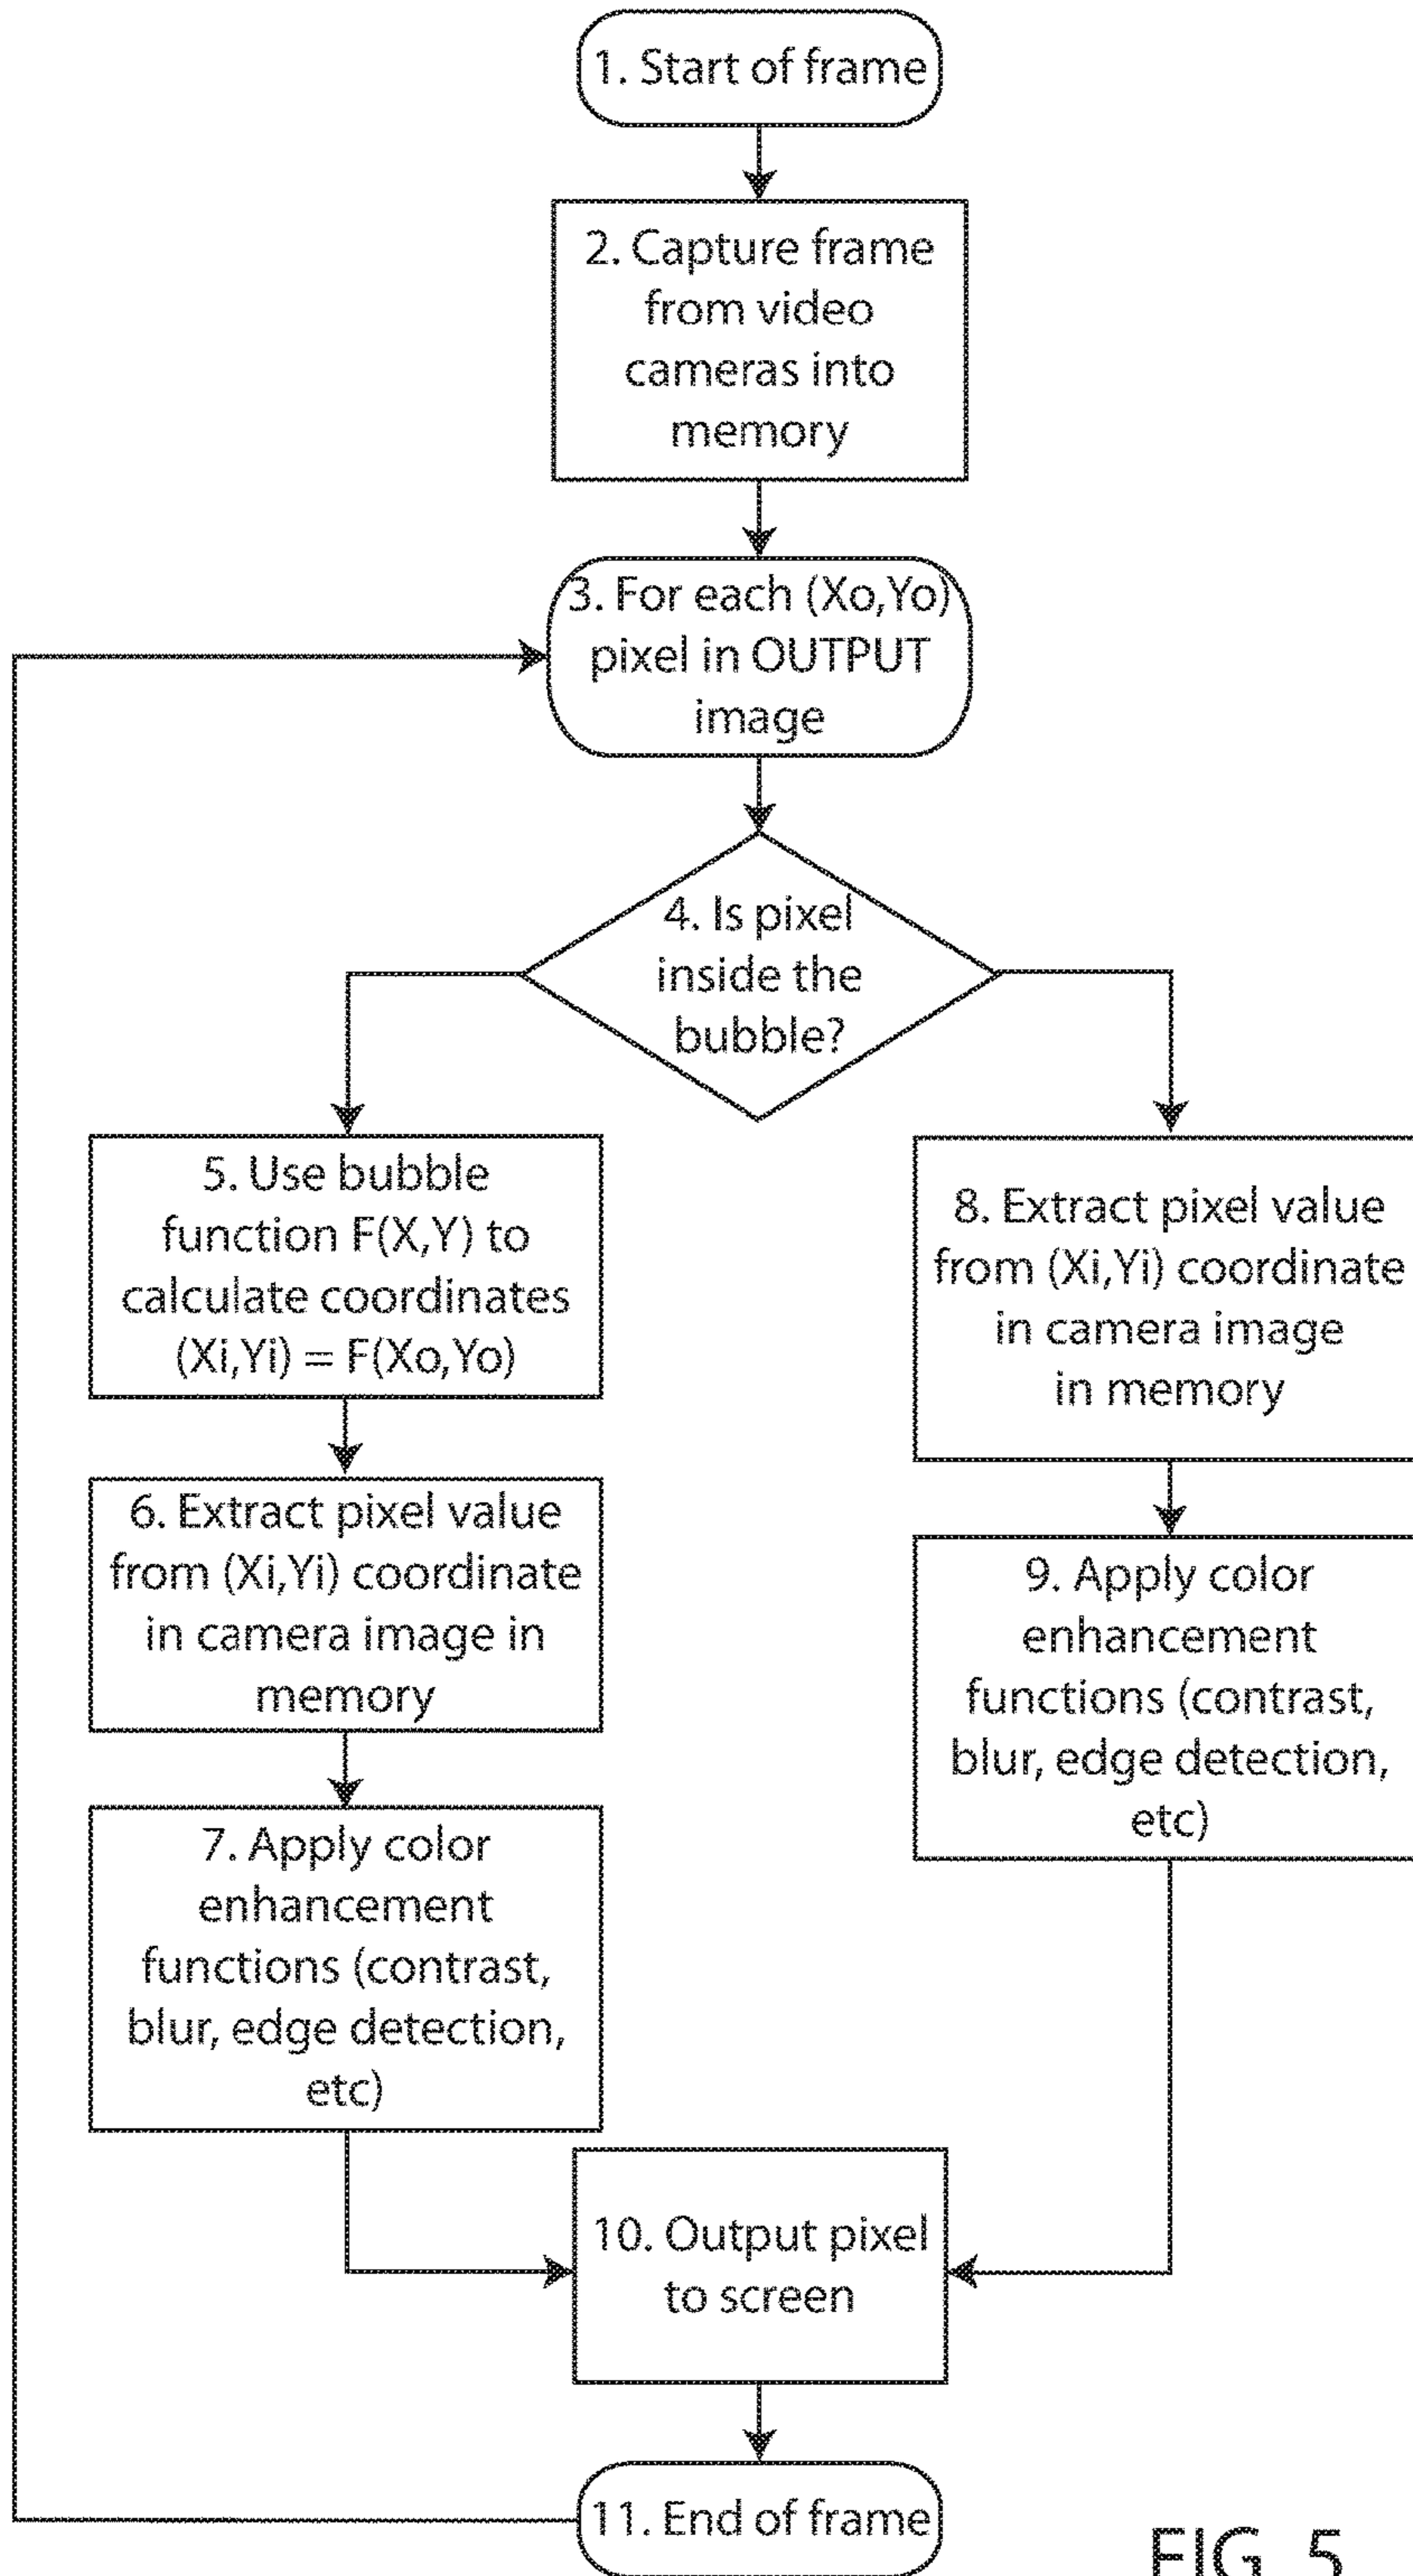 1. Start of frame
2. Capture frame
from video
cameras into
memory
3. For each (Xo,Yo)
pixel in OUTPUT
image
4. Is pixel
inside the
bubble?
5. Use bubble
function F(X,Y) to
calculate coordinates
(Xi,Yi) = F(Xo,Yo)
6. Extract pixel value
from (Xi,Yi) coordinate
in camera image in
memory
7. Apply color
enhancement
functions (contrast,
blur, edge detection,
etc)
8. Extract pixel value
from (Xi,Yi) coordinate
in camera image
in memory
9. Apply color
enhancement
functions (contrast,
blur, edge detection,
etc)
10. Output pixel
to screen
11. End of frame
FIG. 5